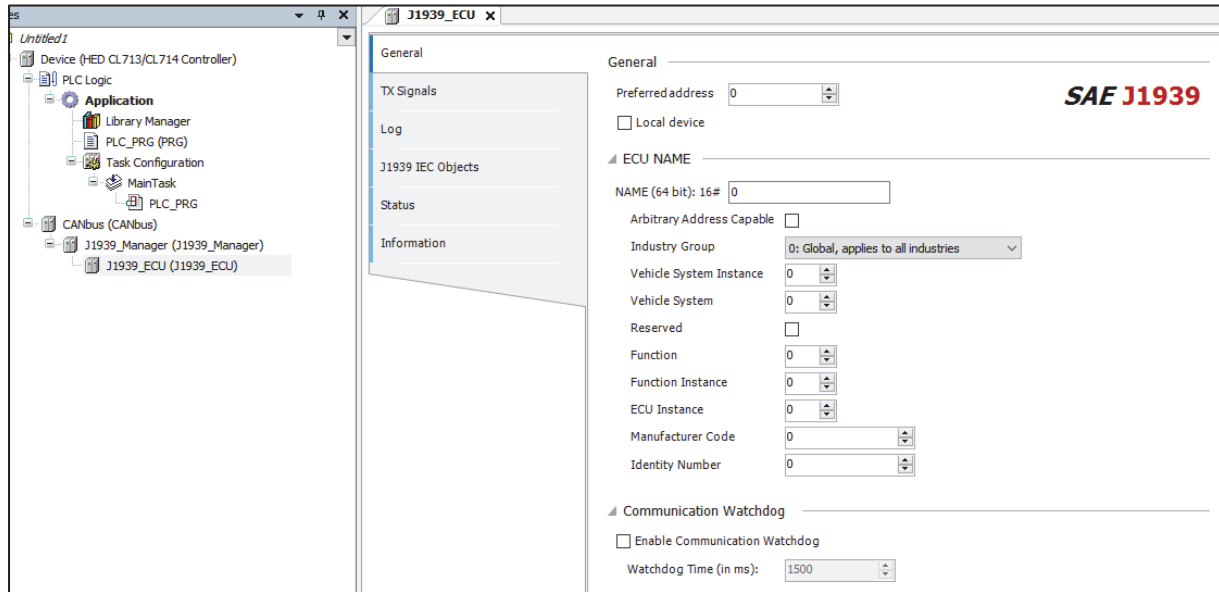 es
J1939_ECU
Untitled1
Device (HED CL713/CL714 Controller)
PLC Logic
Application
Library Manager
PLC_PRG (PRG)
Task Configuration
MainTask
PLC_PRG
CANbus (CANbus)
J1939_Manager (J1939_Manager)
J1939_ECU (J1939_ECU)
General
TX Signals
Log
J1939 IEC Objects
Status
Information
General
Preferred address 0
SAE J1939
Local device
ECU NAME
NAME (64 bit): 16# 0
Arbitrary Address Capable
Industry Group 0: Global, applies to all industries
Vehicle System Instance 0
Vehicle System 0
Reserved
Function 0
Function Instance 0
ECU Instance 0
Manufacturer Code 0
Identity Number 0
Communication Watchdog
Enable Communication Watchdog
Watchdog Time (in ms): 1500